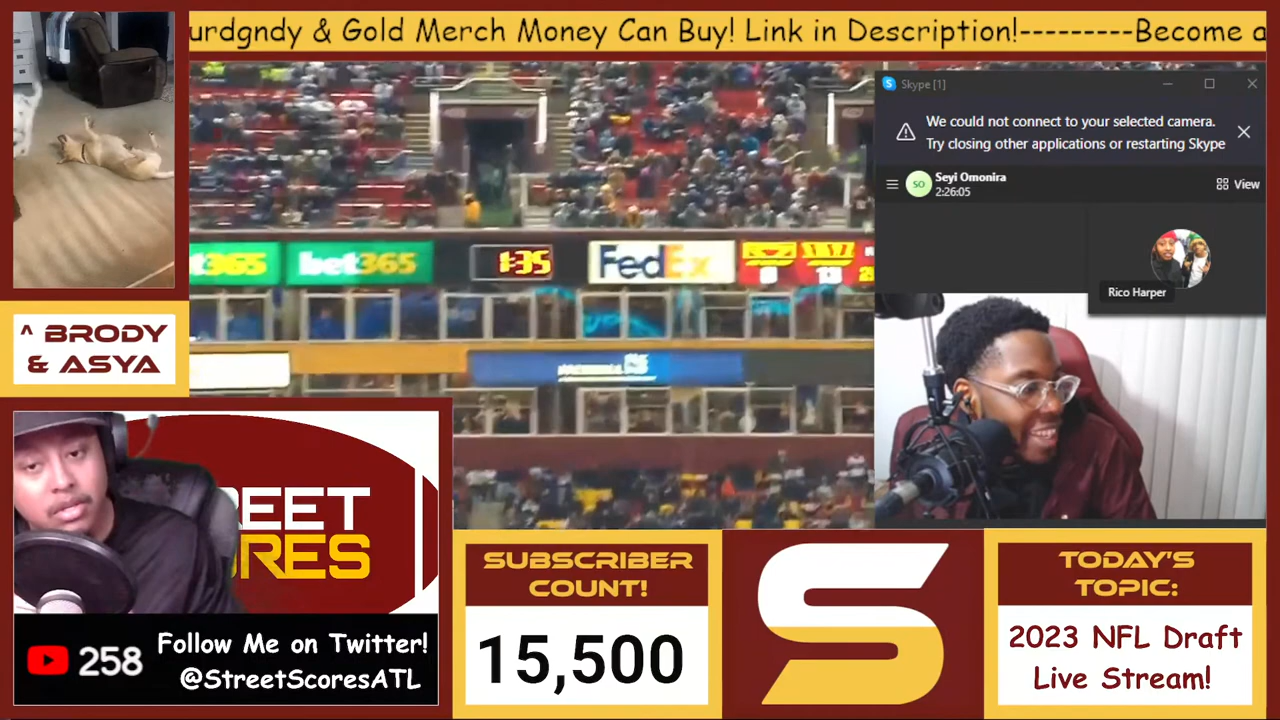 urdgndy & Gold Merch Money Can Buy! Link in Description!---------Become a
Skype [1]
We could not connect to your selected camera.
Try closing other applications or restarting Skype
SO
Seyi Omonira
2:26:05
View
Rico Harper
t365
bet365
1:35
FedEx
^ BRODY
& ASYA
REET
ORES
258
Follow Me on Twitter!
@StreetScoresATL
SUBSCRIBER
COUNT!
15,500
S
TODAY'S
TOPIC:
2023 NFL Draft
Live Stream!